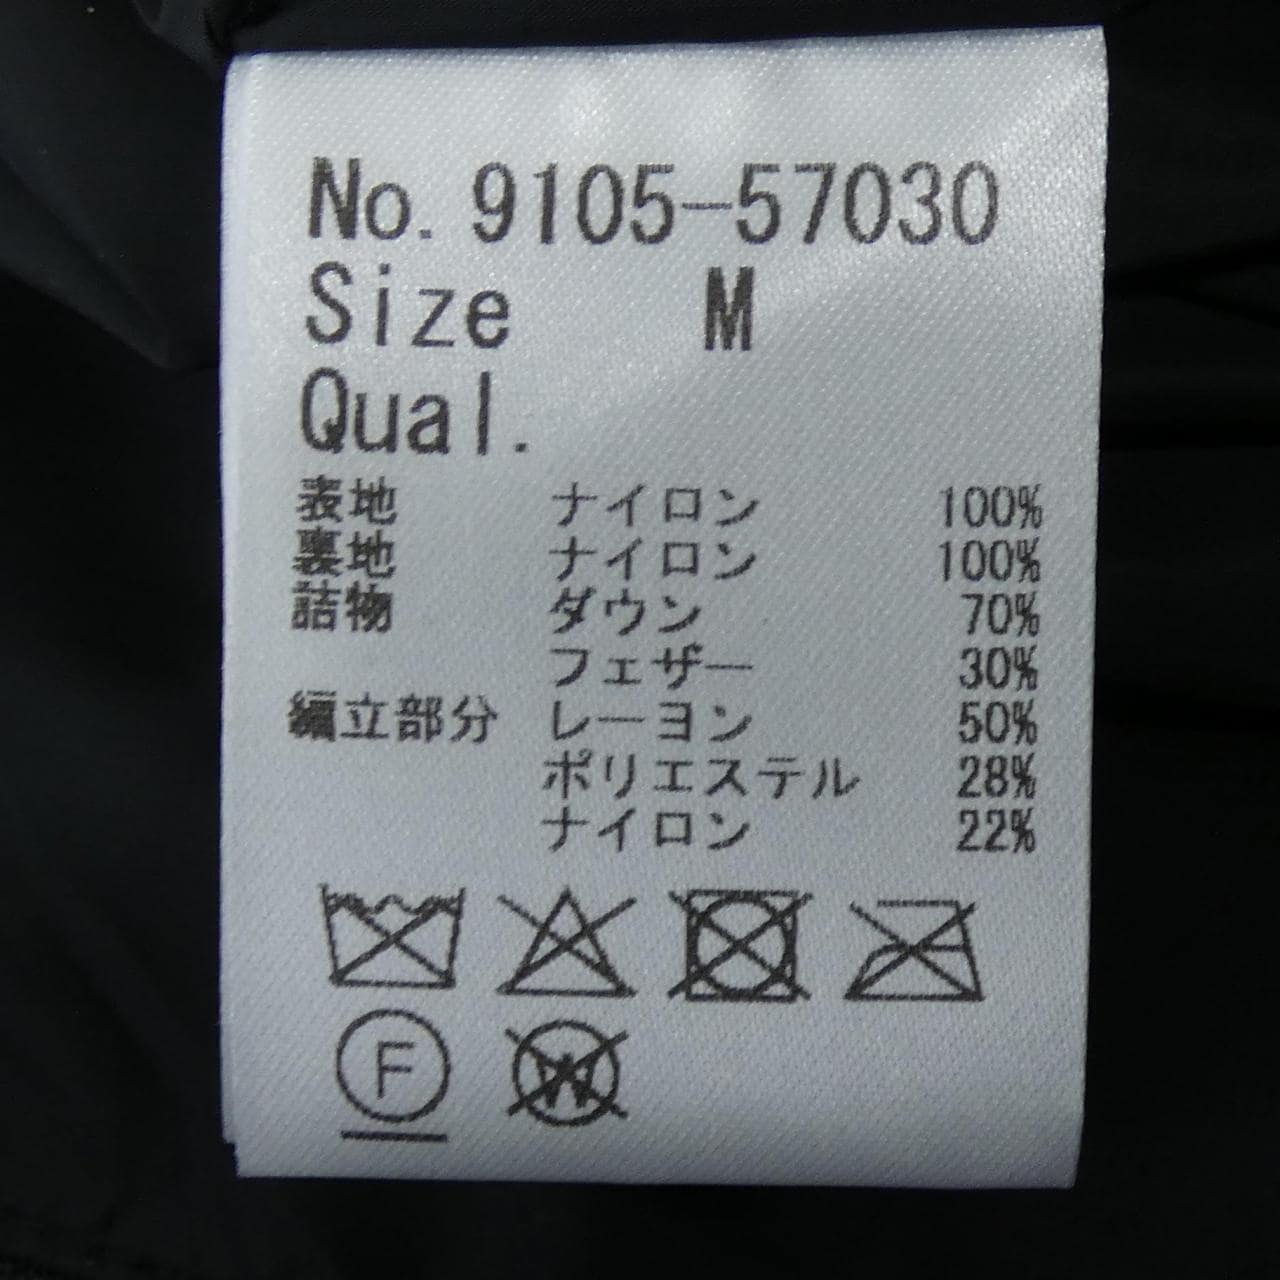 No. 9105-57030
Size M
Qual.
表地 ナイロン 100%
裏地 ナイロン 100%
詰物 ダウン 70%
フェザー 30%
編立部分 レーヨン 50%
ポリエステル 28%
ナイロン 22%
F W